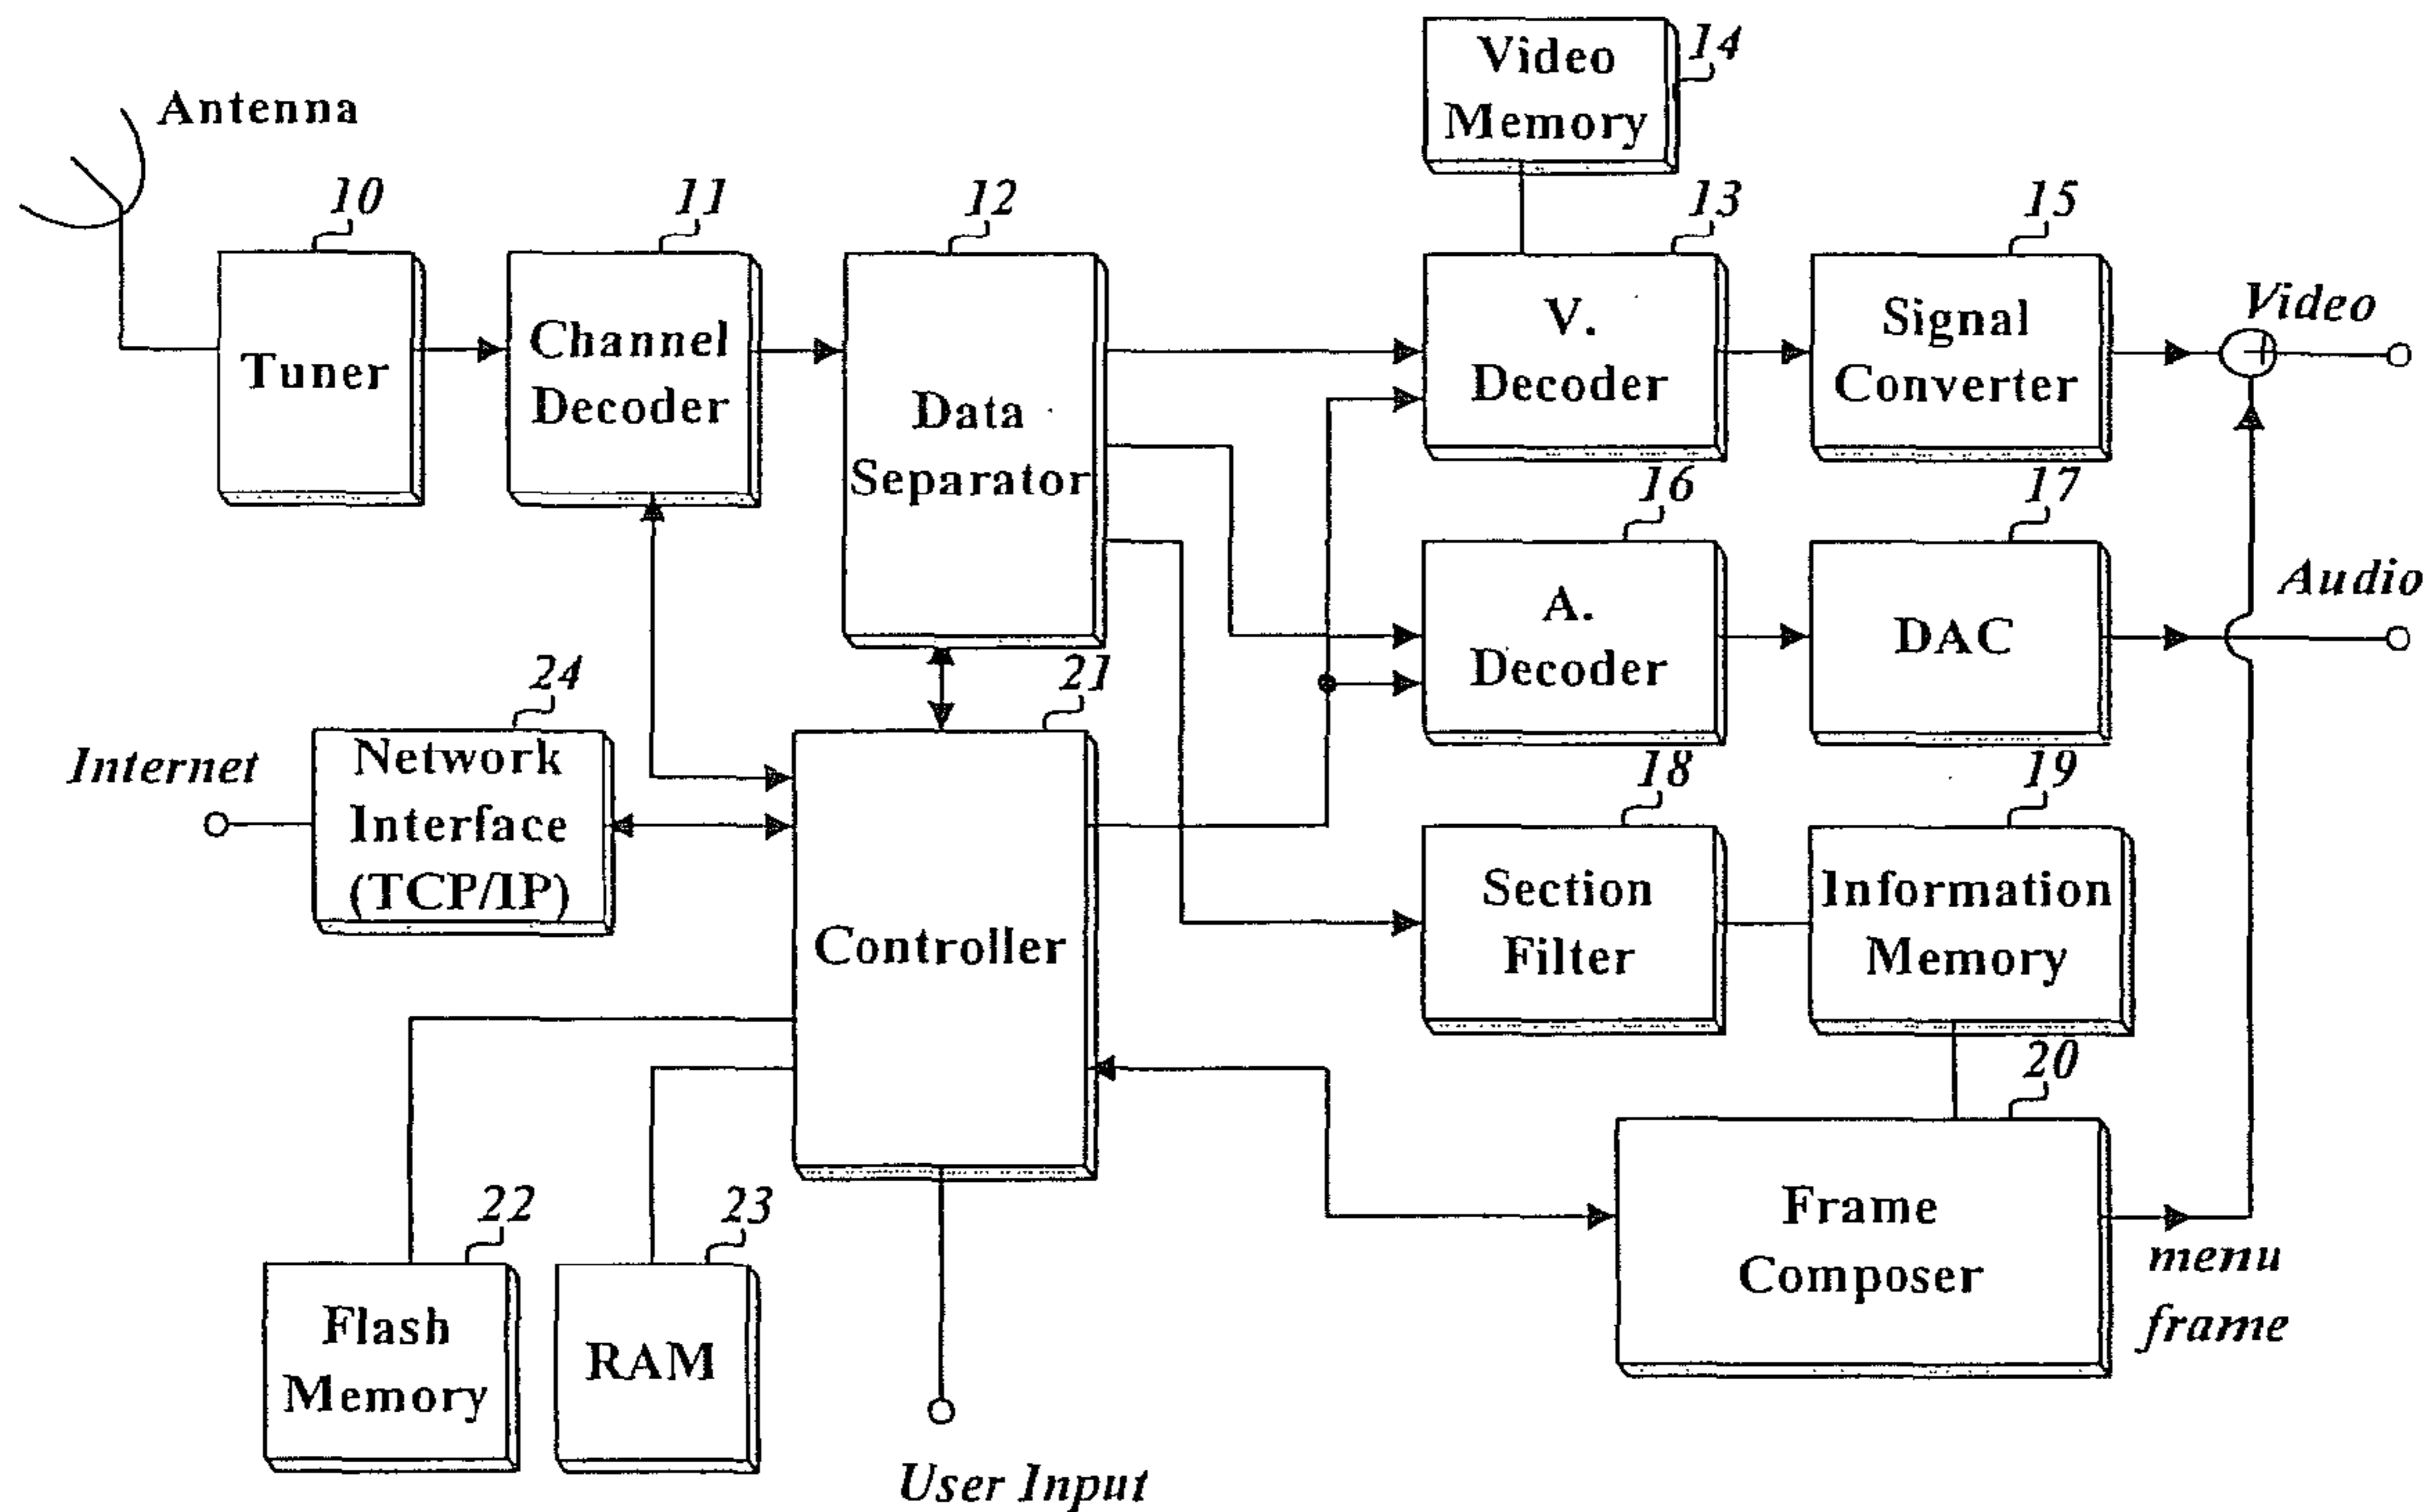 Video
Memory
14
Antenna
10
11
12
13
15
Tuner
Channel
Decoder
Data
Separator
V.
Decoder
Signal
Converter
Video
16
17
A.
Decoder
DAC
Audio
24
21
Internet
Network
Interface
(TCP/IP)
Controller
18
19
Section
Filter
Information
Memory
20
22
23
Frame
Composer
menu
frame
Flash
Memory
RAM
User Input